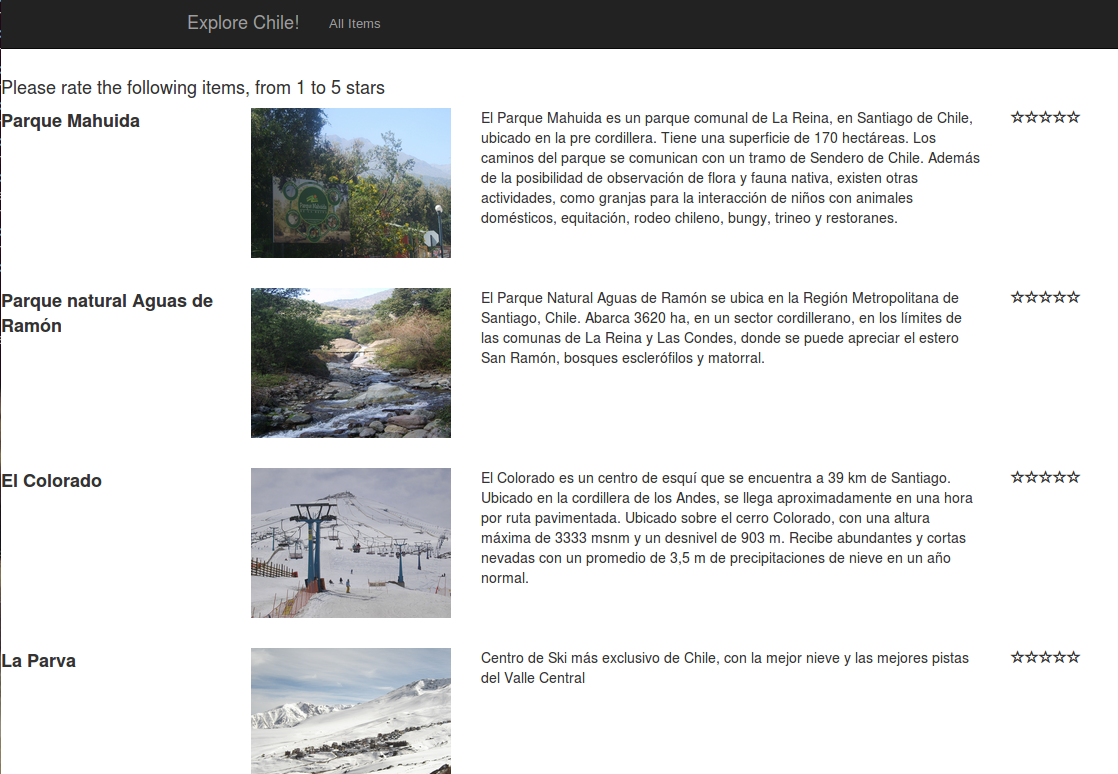 Explore Chile!
All Items
Please rate the following items, from 1 to 5 stars
Parque Mahuida
El Parque Mahuida es un parque comunal de La Reina, en Santiago de Chile,
ubicado en la pre cordillera. Tiene una superficie de 170 hectáreas. Los
caminos del parque se comunican con un tramo de Sendero de Chile. Además
de la posibilidad de observación de flora y fauna nativa, existen otras
actividades, como granjas para la interacción de niños con animales
domésticos, equitación, rodeo chileno, bungy, trineo y restoranes.
☆☆☆☆☆
Parque natural Aguas de
Ramón
El Parque Natural Aguas de Ramón se ubica en la Región Metropolitana de
Santiago, Chile. Abarca 3620 ha, en un sector cordillerano, en los límites de
las comunas de La Reina y Las Condes, donde se puede apreciar el estero
San Ramón, bosques esclerófilos y matorral.
☆☆☆☆☆
El Colorado
El Colorado es un centro de esquí que se encuentra a 39 km de Santiago.
Ubicado en la cordillera de los Andes, se llega aproximadamente en una hora
por ruta pavimentada. Ubicado sobre el cerro Colorado, con una altura
máxima de 3333 msnm y un desnivel de 903 m. Recibe abundantes y cortas
nevadas con un promedio de 3,5 m de precipitaciones de nieve en un año
normal.
☆☆☆☆☆
La Parva
Centro de Ski más exclusivo de Chile, con la mejor nieve y las mejores pistas
del Valle Central
☆☆☆☆☆